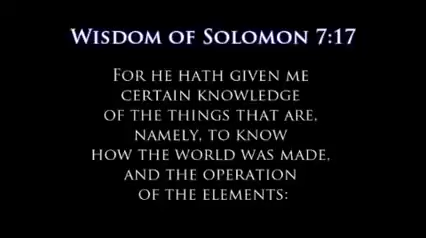 Wisdom of Solomon 7:17
For he hath given me
certain knowledge
of the things that are,
namely, to know
how the world was made,
and the operation
of the elements: